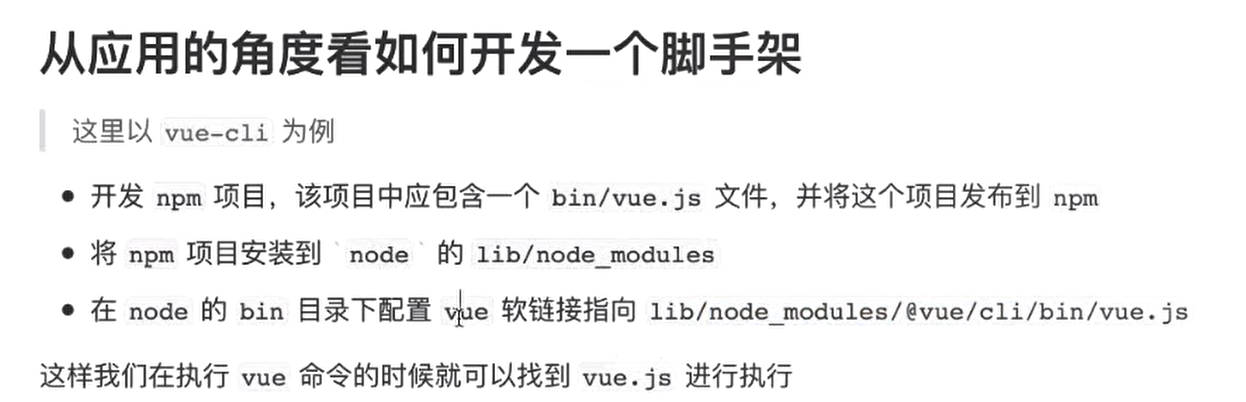 从应用的角度看如何开发一个脚手架
这里以 vue-cli 为例
开发 npm 项目，该项目中应包含一个 bin/vue.js 文件，并将这个项目发布到 npm
将 npm 项目安装到 `node` 的 lib/node_modules
在 node 的 bin 目录下配置 vue 软链接指向 lib/node_modules/@vue/cli/bin/vue.js
这样我们在执行 vue 命令的时候就可以找到 vue.js 进行执行